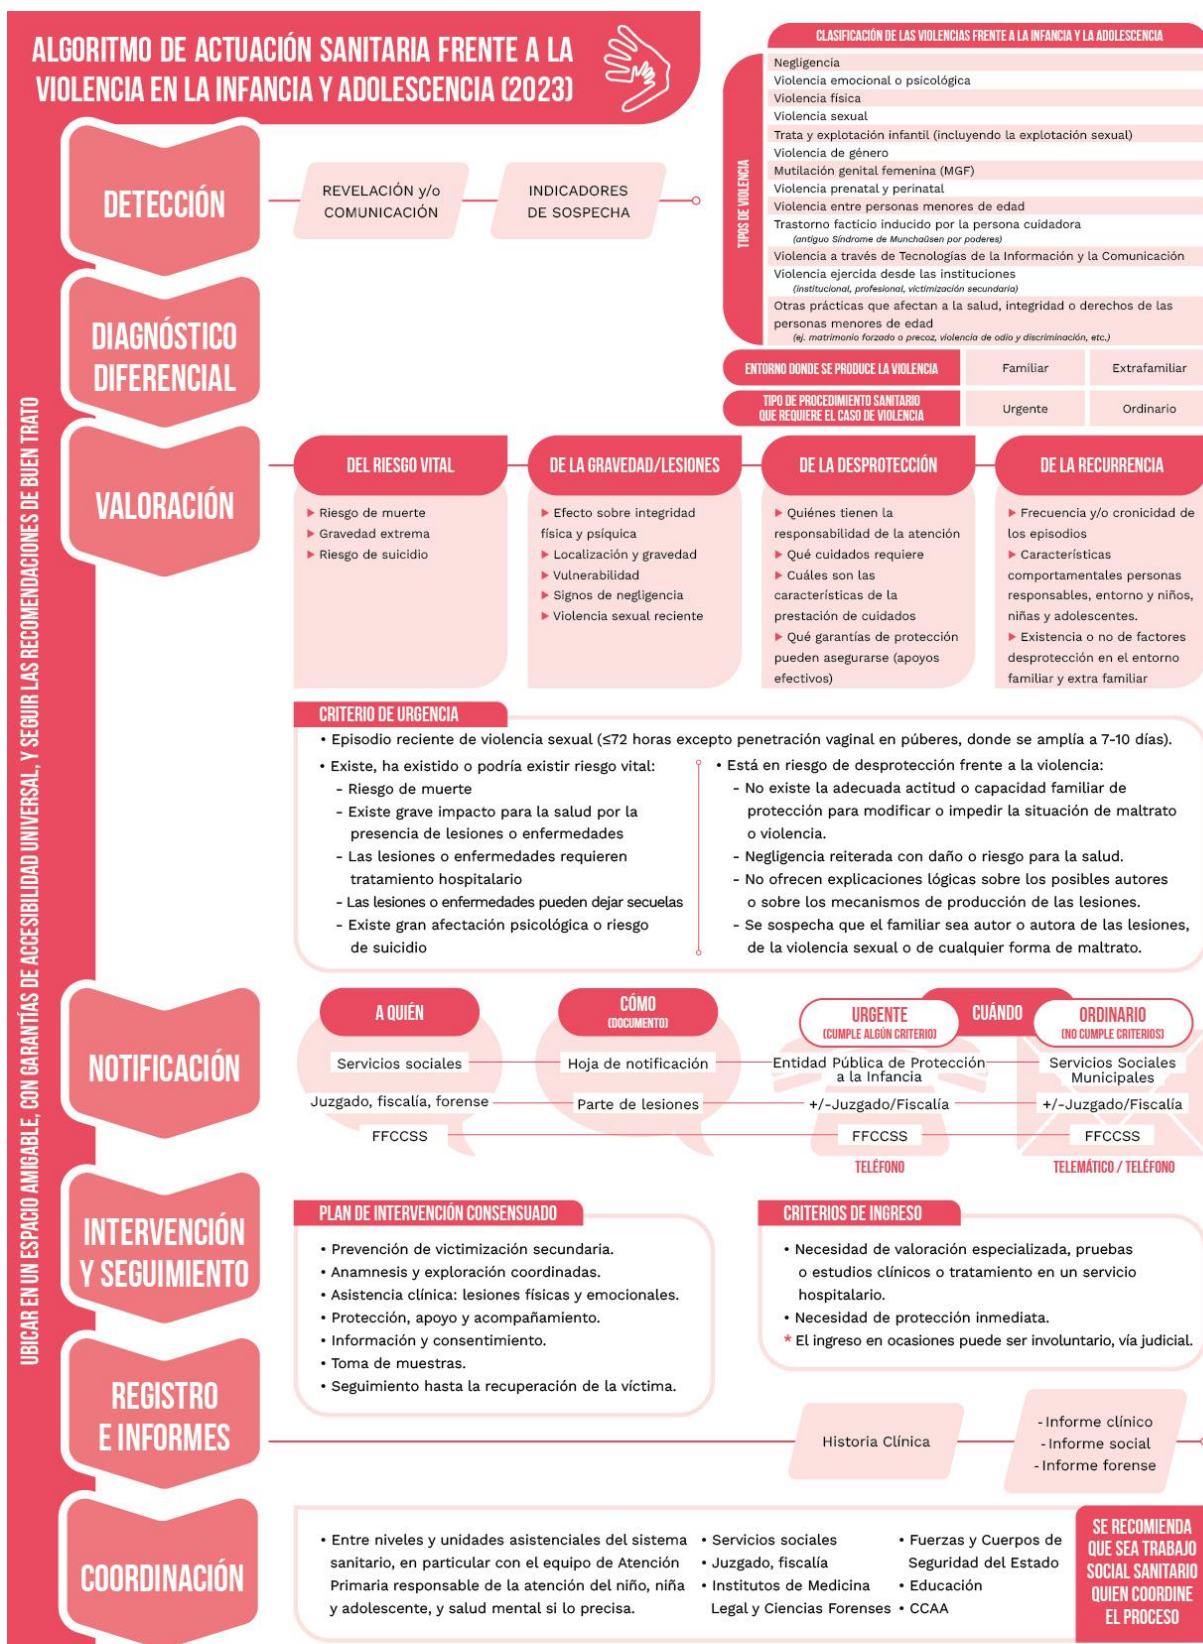 ALGORITMO DE ACTUACIÓN SANITARIA FRENTE A LA
VIOLENCIA EN LA INFANCIA Y ADOLESCENCIA (2023)
CLASIFICACIÓN DE LAS VIOLENCIAS FRENTE A LA INFANCIA Y LA ADOLESCENCIA
TIPOS DE VIOLENCIA
Negligencia
Violencia emocional o psicológica
Violencia física
Violencia sexual
Trata y explotación infantil (incluyendo la explotación sexual)
Violencia de género
Mutilación genital femenina (MGF)
Violencia prenatal y perinatal
Violencia entre personas menores de edad
Trastorno facticio inducido por la persona cuidadora
(antiguo Síndrome de Munchaüsen por poderes)
Violencia a través de Tecnologías de la Información y la Comunicación
Violencia ejercida desde las instituciones
(institucional, profesional, victimización secundaria)
Otras prácticas que afectan a la salud, integridad o derechos de las
personas menores de edad
(ej. matrimonio forzado o precoz, violencia de odio y discriminación, etc.)
ENTORNO DONDE SE PRODUCE LA VIOLENCIA
Familiar
Extrafamiliar
TIPO DE PROCEDIMIENTO SANITARIO
QUE REQUIERE EL CASO DE VIOLENCIA
Urgente
Ordinario
UBICAR EN UN ESPACIO AMIGABLE, CON GARANTÍAS DE ACCESIBILIDAD UNIVERSAL, Y SEGUIR LAS RECOMENDACIONES DE BUEN TRATO
DETECCIÓN
REVELACIÓN y/o
COMUNICACIÓN
INDICADORES
DE SOSPECHA
DIAGNÓSTICO
DIFERENCIAL
VALORACIÓN
DEL RIESGO VITAL
▶ Riesgo de muerte
▶ Gravedad extrema
▶ Riesgo de suicidio
DE LA GRAVEDAD/LESIONES
▶ Efecto sobre integridad
física y psíquica
▶ Localización y gravedad
▶ Vulnerabilidad
▶ Signos de negligencia
▶ Violencia sexual reciente
DE LA DESPROTECCIÓN
▶ Quiénes tienen la
responsabilidad de la atención
▶ Qué cuidados requiere
▶ Cuáles son las
características de la
prestación de cuidados
▶ Qué garantías de protección
pueden asegurarse (apoyos
efectivos)
DE LA RECURRENCIA
▶ Frecuencia y/o cronicidad de
los episodios
▶ Características
comportamentales personas
responsables, entorno y niños,
niñas y adolescentes.
▶ Existencia o no de factores
desprotección en el entorno
familiar y extra familiar
CRITERIO DE URGENCIA
• Episodio reciente de violencia sexual (≤72 horas excepto penetración vaginal en púberes, donde se amplía a 7-10 días).
• Existe, ha existido o podría existir riesgo vital:
- Riesgo de muerte
- Existe grave impacto para la salud por la
presencia de lesiones o enfermedades
- Las lesiones o enfermedades requieren
tratamiento hospitalario
- Las lesiones o enfermedades pueden dejar secuelas
- Existe gran afectación psicológica o riesgo
de suicidio
• Está en riesgo de desprotección frente a la violencia:
- No existe la adecuada actitud o capacidad familiar de
protección para modificar o impedir la situación de maltrato
o violencia.
- Negligencia reiterada con daño o riesgo para la salud.
- No ofrecen explicaciones lógicas sobre los posibles autores
o sobre los mecanismos de producción de las lesiones.
- Se sospecha que el familiar sea autor o autora de las lesiones,
de la violencia sexual o de cualquier forma de maltrato.
NOTIFICACIÓN
A QUIÉN
CÓMO
(DOCUMENTO)
URGENTE
(CUMPLE ALGÚN CRITERIO)
CUÁNDO
ORDINARIO
(NO CUMPLE CRITERIOS)
Servicios sociales
Hoja de notificación
Entidad Pública de Protección
a la Infancia
Servicios Sociales
Municipales
Juzgado, fiscalía, forense
Parte de lesiones
+/-Juzgado/Fiscalía
+/-Juzgado/Fiscalía
FFCCSS
FFCCSS
FFCCSS
TELÉFONO
TELEMÁTICO / TELÉFONO
INTERVENCIÓN
Y SEGUIMIENTO
PLAN DE INTERVENCIÓN CONSENSUADO
• Prevención de victimización secundaria.
• Anamnesis y exploración coordinadas.
• Asistencia clínica: lesiones físicas y emocionales.
• Protección, apoyo y acompañamiento.
• Información y consentimiento.
• Toma de muestras.
• Seguimiento hasta la recuperación de la víctima.
CRITERIOS DE INGRESO
• Necesidad de valoración especializada, pruebas
o estudios clínicos o tratamiento en un servicio
hospitalario.
• Necesidad de protección inmediata.
* El ingreso en ocasiones puede ser involuntario, vía judicial.
REGISTRO
E INFORMES
Historia Clínica
- Informe clínico
- Informe social
- Informe forense
COORDINACIÓN
• Entre niveles y unidades asistenciales del sistema
sanitario, en particular con el equipo de Atención
Primaria responsable de la atención del niño, niña
y adolescente, y salud mental si lo precisa.
• Servicios sociales
• Juzgado, fiscalía
• Institutos de Medicina
Legal y Ciencias Forenses
• Fuerzas y Cuerpos de
Seguridad del Estado
• Educación
• CCAA
SE RECOMIENDA
QUE SEA TRABAJO
SOCIAL SANITARIO
QUIEN COORDINE
EL PROCESO